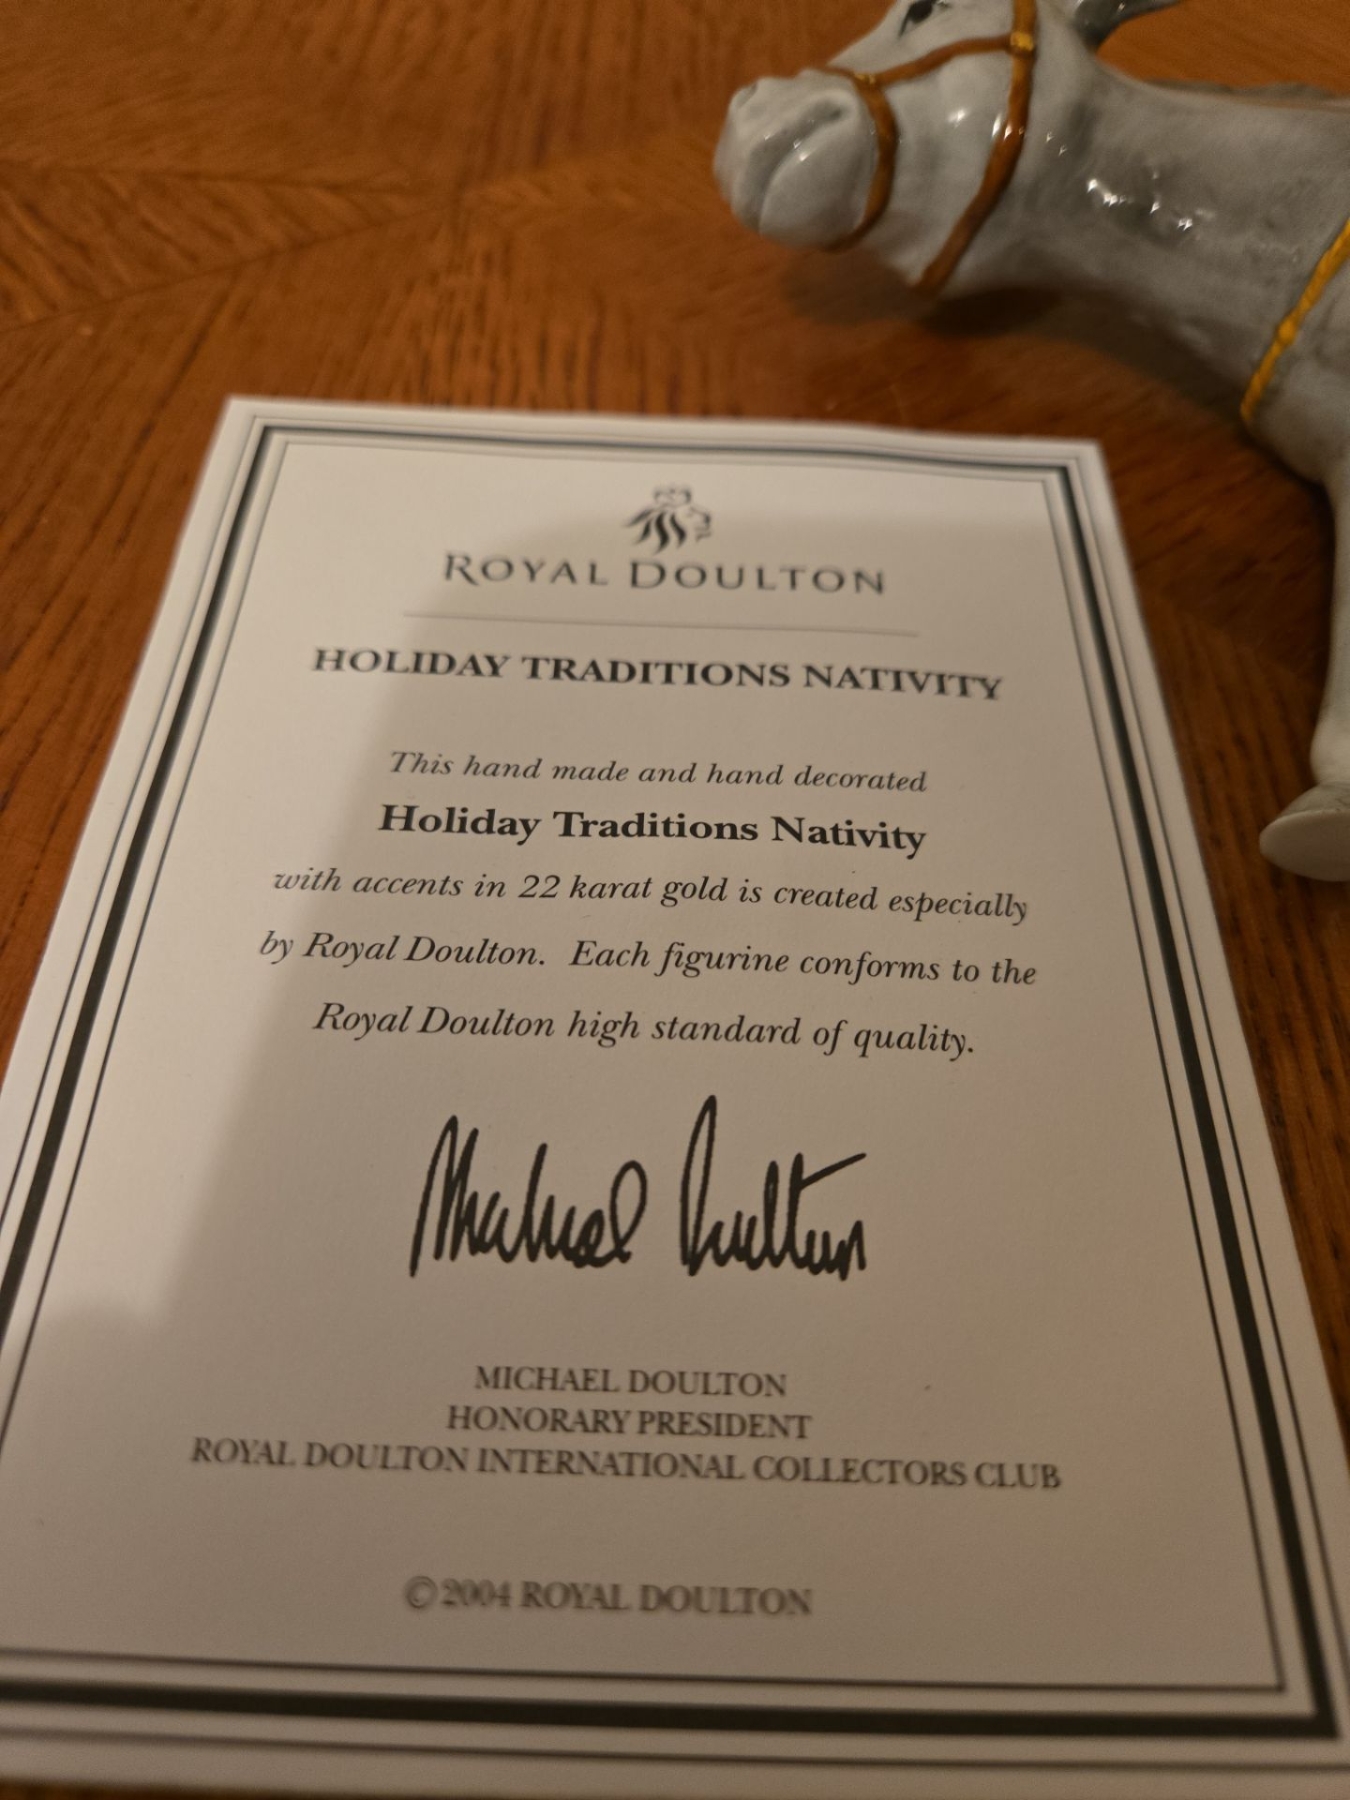 ROYAL DOULTON
HOLIDAY TRADITIONS NATIVITY
This hand made and hand decorated
Holiday Traditions Nativity
with accents in 22 karat gold is created especially
by Royal Doulton. Each figurine conforms to the
Royal Doulton high standard of quality.
Michael Doulton
MICHAEL DOULTON
HONORARY PRESIDENT
ROYAL DOULTON INTERNATIONAL COLLECTORS CLUB
©2004 ROYAL DOULTON